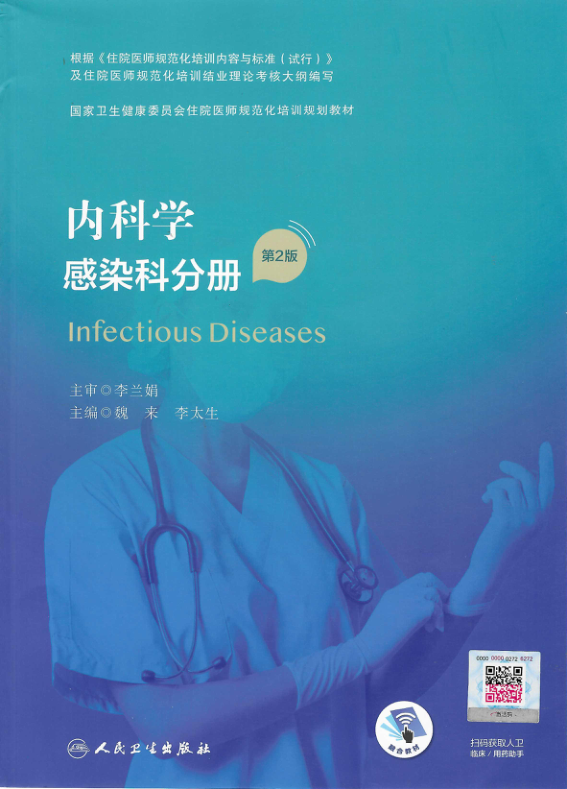 根据《住院医师规范化培训内容与标准（试行）》
及住院医师规范化培训结业理论考核大纲编写
国家卫生健康委员会住院医师规范化培训规划教材
内科学
第2版
感染科分册
Infectious Diseases
主审◎李兰娟
主编◎魏 来 李太生
0000 0000 0272 6272
融合教材
人民卫生出版社
扫码获取人卫
临床/用药助手